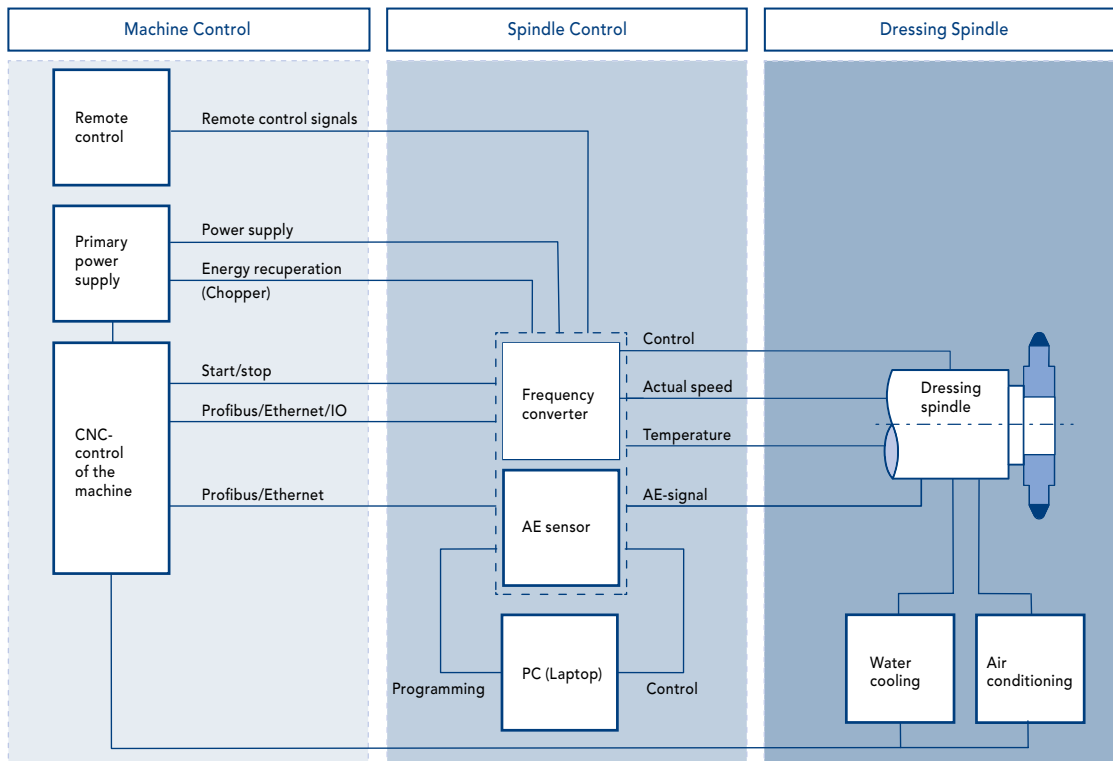 Machine Control
Spindle Control
Dressing Spindle
Remote
control
Remote control signals
Primary
power
supply
Power supply
Energy recuperation
(Chopper)
CNC-
control
of the
machine
Start/stop
Profibus/Ethernet/IO
Profibus/Ethernet
Frequency
converter
AE sensor
PC (Laptop)
Programming
Control
Control
Actual speed
Temperature
AE-signal
Dressing
spindle
Water
cooling
Air
conditioning